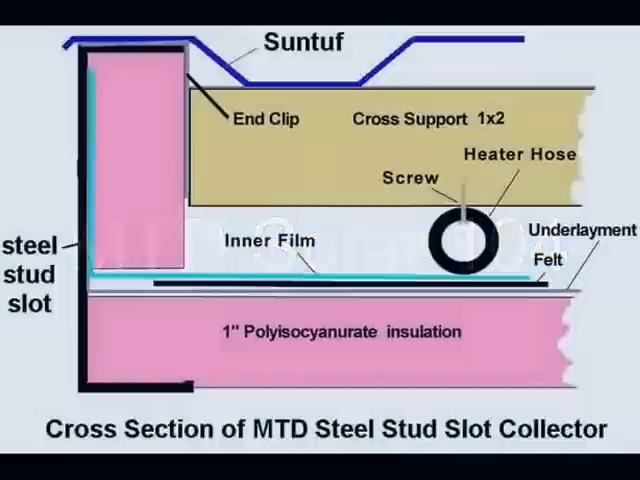 Suntuf
End Clip
Cross Support 1x2
Heater Hose
Screw
Underlayment
Inner Film
Felt
steel
stud
slot
1" Polyisocyanurate insulation
Cross Section of MTD Steel Stud Slot Collector